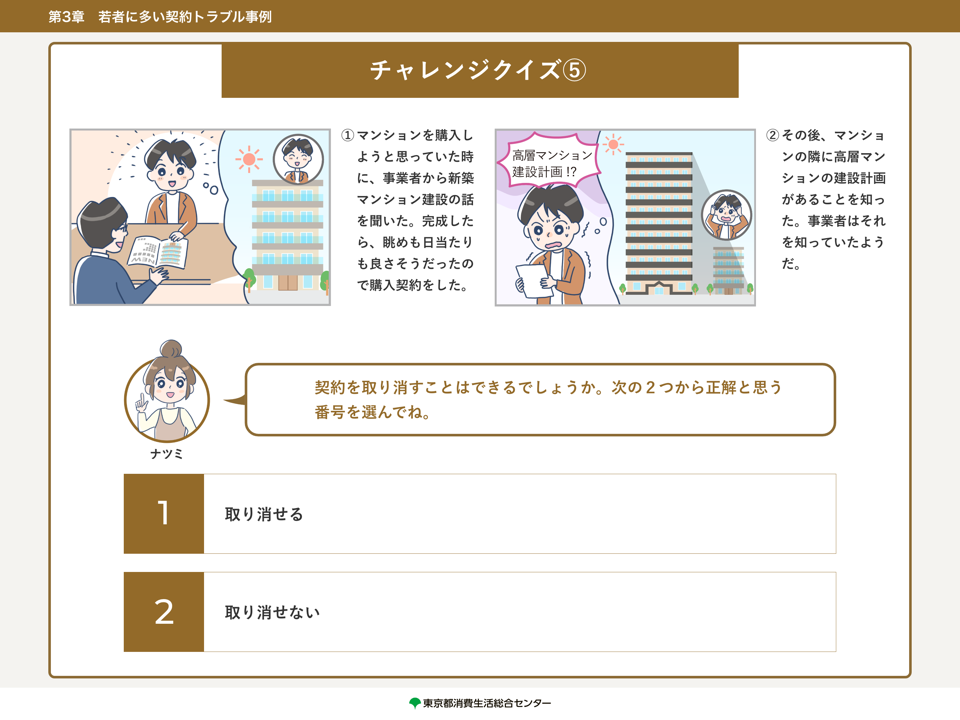 第3章　若者に多い契約トラブル事例
チャレンジクイズ⑤
①マンションを購入し
ようと思っていた時
に、事業者から新築
マンション建設の話
を聞いた。完成した
ら、眺めも日当たり
も良さそうだったの
で購入契約をした。
高層マンション
建設計画!?
②その後、マンショ
ンの隣に高層マン
ションの建設計画
があることを知っ
た。事業者はそれ
を知っていたよう
だ。
契約を取り消すことはできるでしょうか。次の２つから正解と思う
番号を選んでね。
ナツミ
1
取り消せる
2
取り消せない
東京都消費生活総合センター